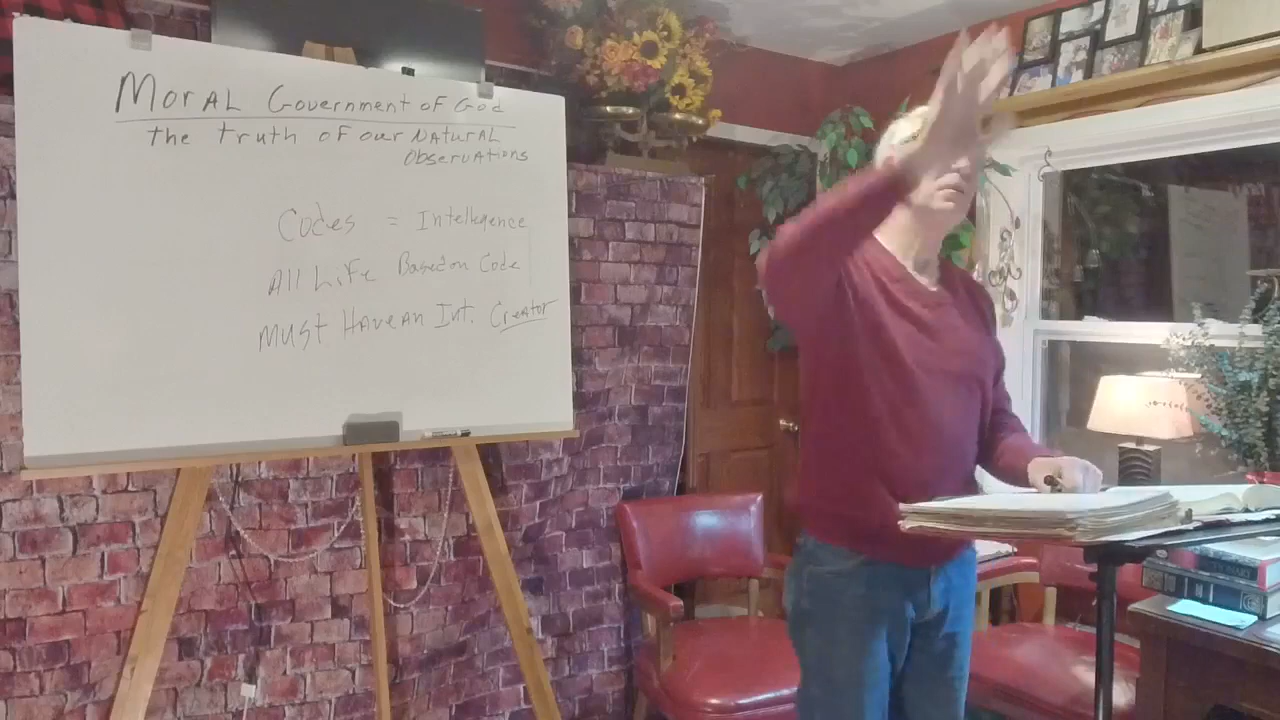 Moral Government of God
the truth of our Natural
Observations
Codes = Intellegence
All Life Based on Code
Must Have an Int. Creator